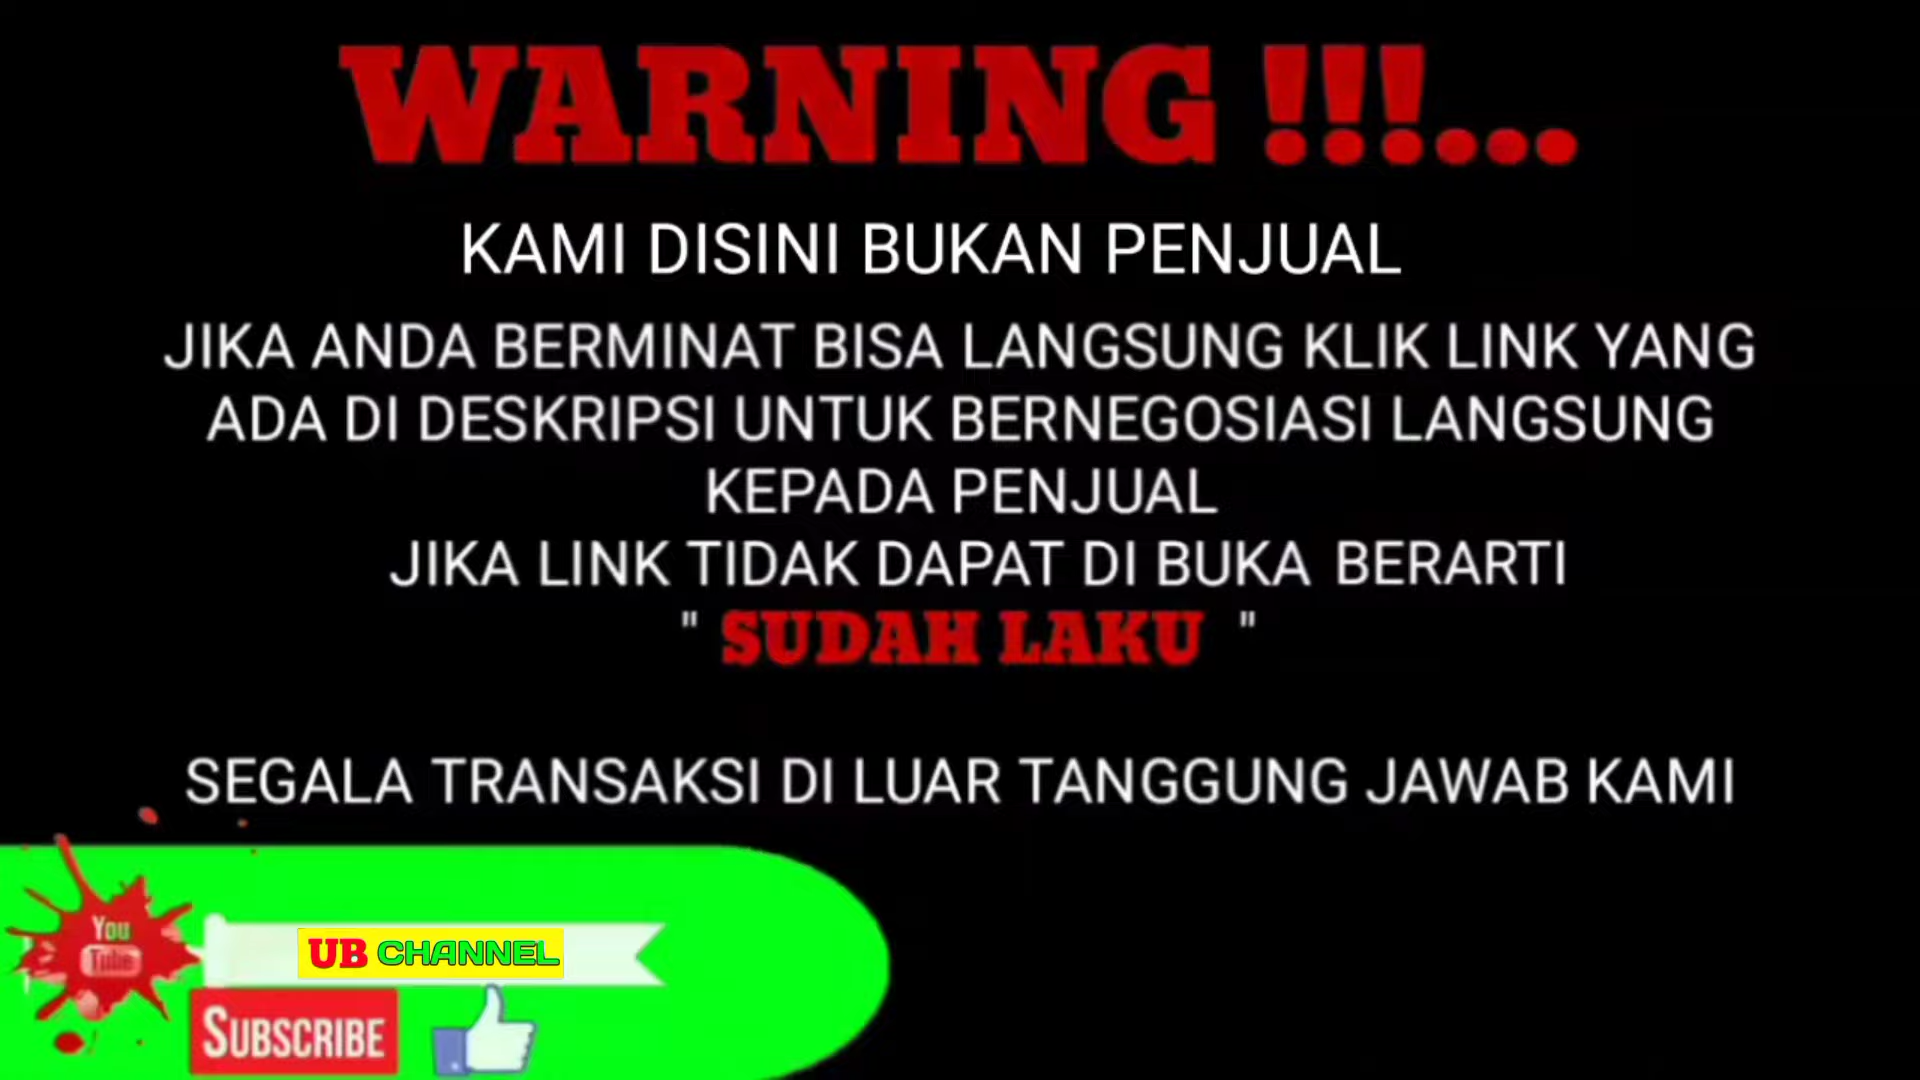 WARNING !!!...
KAMI DISINI BUKAN PENJUAL
JIKA ANDA BERMINAT BISA LANGSUNG KLIK LINK YANG
ADA DI DESKRIPSI UNTUK BERNEGOSIASI LANGSUNG
KEPADA PENJUAL
JIKA LINK TIDAK DAPAT DI BUKA BERARTI
" SUDAH LAKU "
SEGALA TRANSAKSI DI LUAR TANGGUNG JAWAB KAMI
You
Tube
UB CHANNEL
SUBSCRIBE